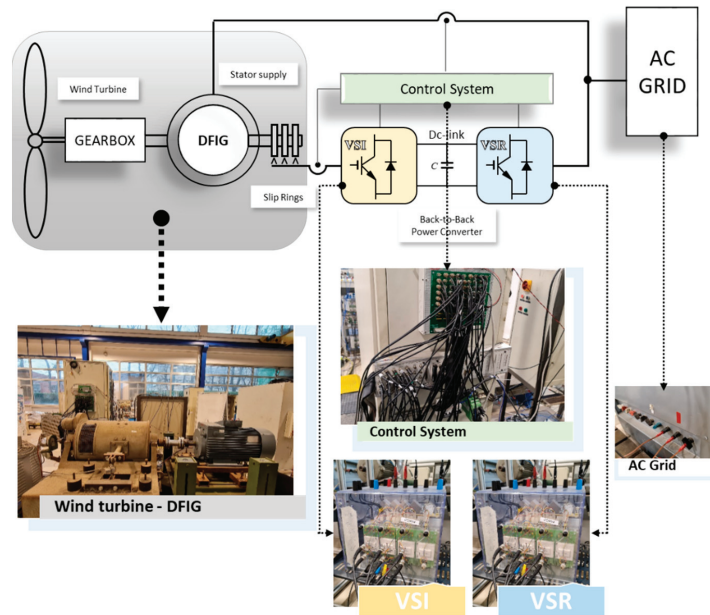 Stator supply
AC
GRID
Control System
Wind Turbine
GEARBOX
DFIG
VSI
Dc-link
C
VSR
Slip Rings
Back-to-Back
Power Converter
Control System
AC Grid
Wind turbine - DFIG
VSI
VSR